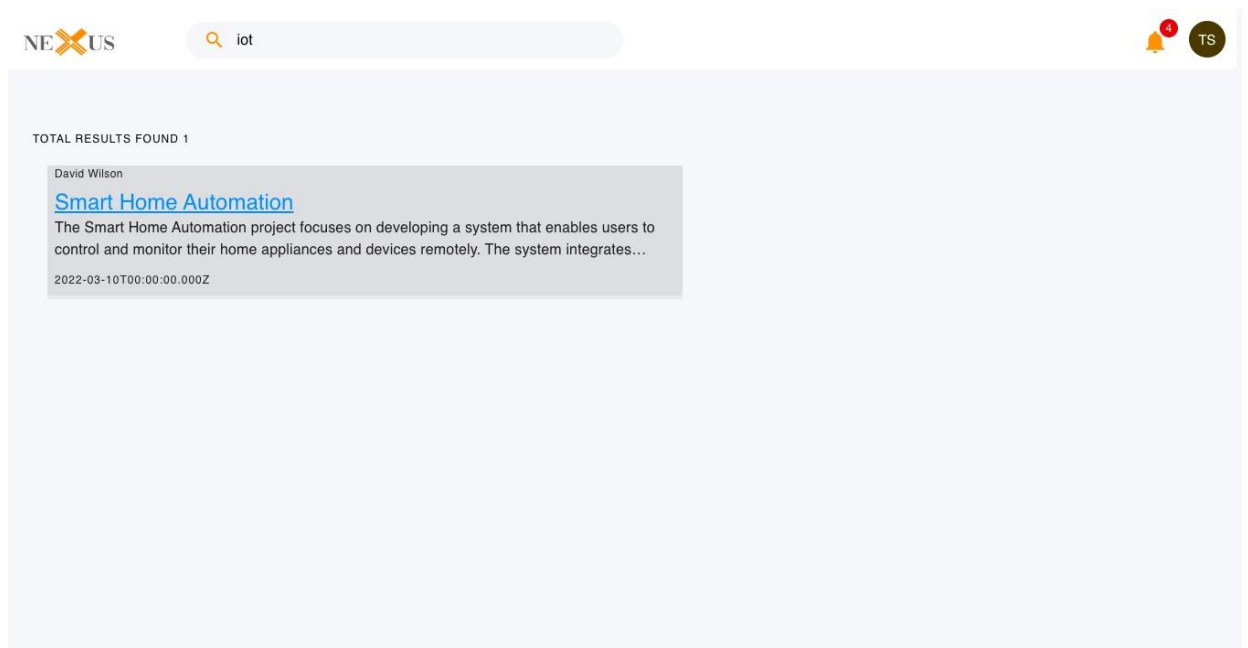 NEXUS
iot
4
TS
TOTAL RESULTS FOUND 1
David Wilson
Smart Home Automation
The Smart Home Automation project focuses on developing a system that enables users to
control and monitor their home appliances and devices remotely. The system integrates…
2022-03-10T00:00:00.000Z